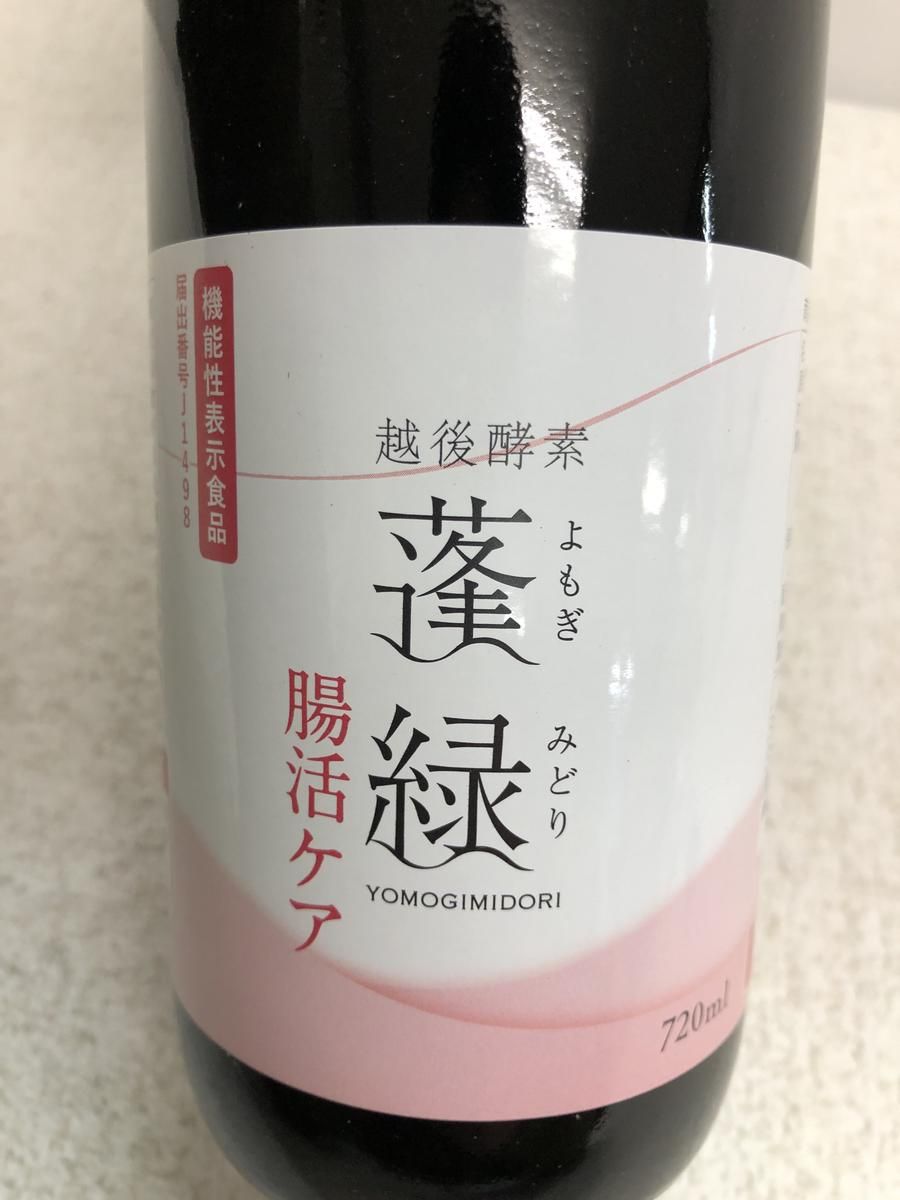 機能性表示食品
届出番号J1498
越後酵素
蓬緑
よもぎ
みどり
腸活ケア
YOMOGIMIDORI
720ml